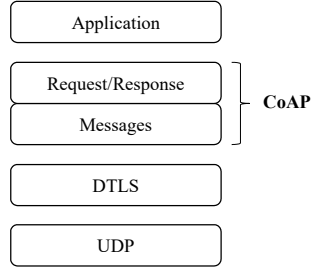 Application
Request/Response
CoAP
Messages
DTLS
UDP